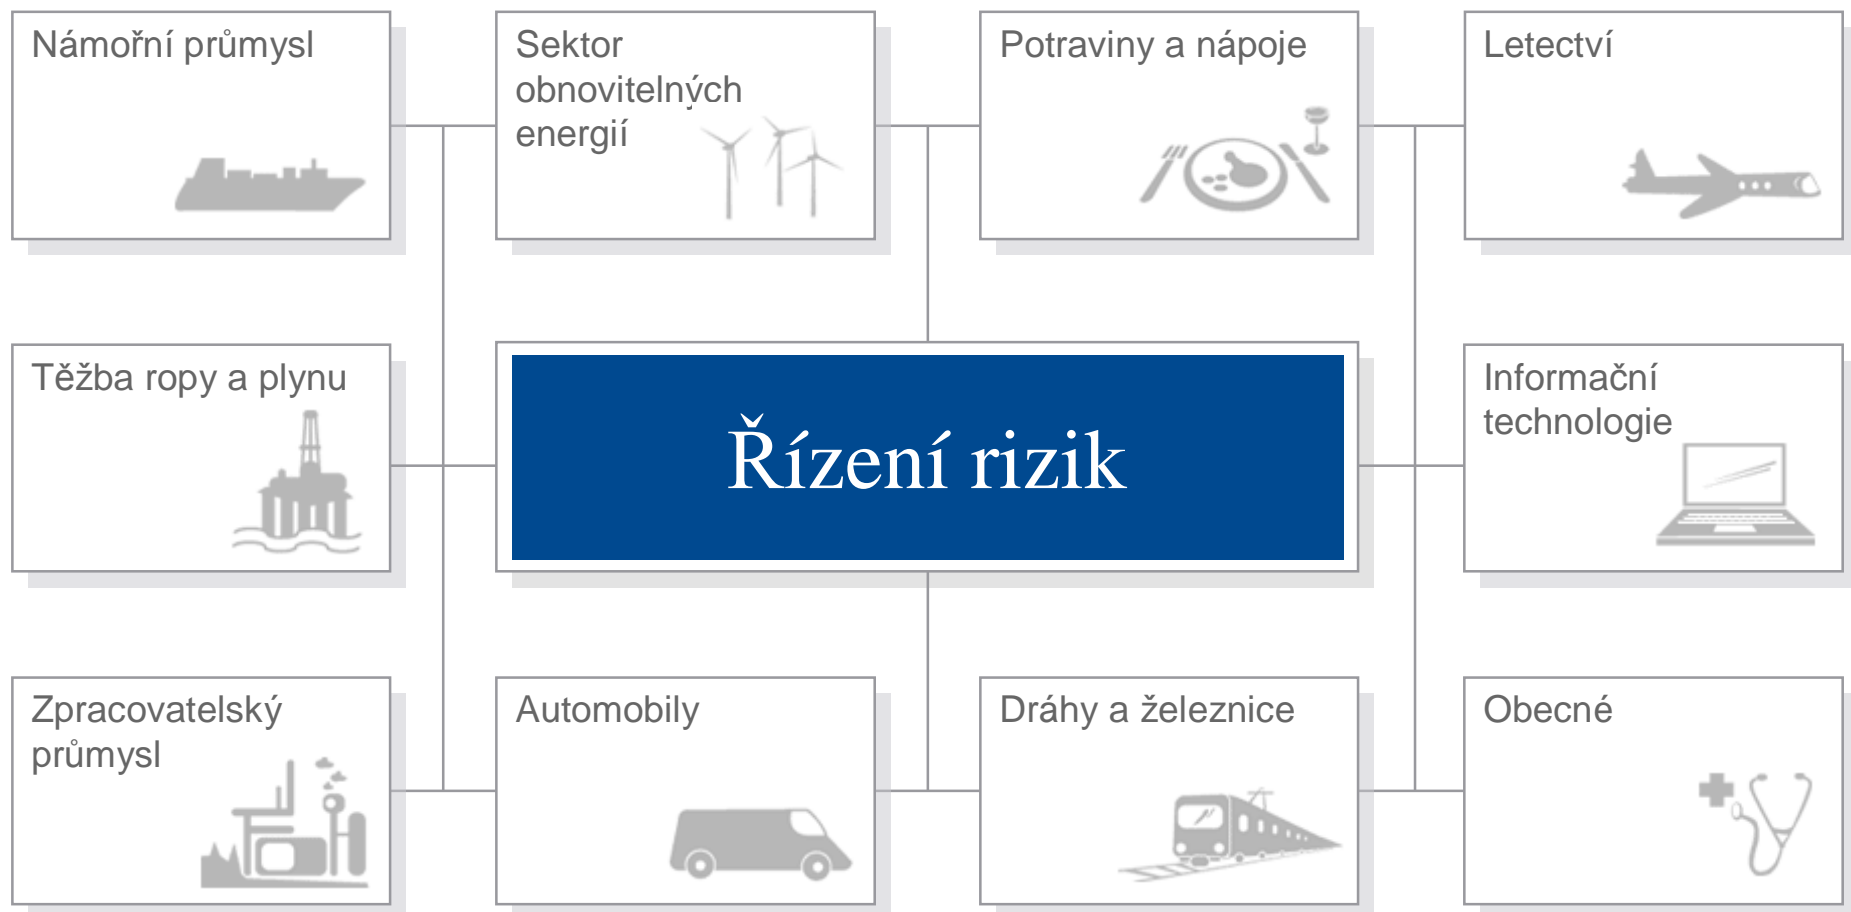 Námořní průmysl
Sektor
obnovitelných
energií
Potraviny a nápoje
Letectví
Těžba ropy a plynu
Řízení rizik
Informační
technologie
Zpracovatelský
průmysl
Automobily
Dráhy a železnice
Obecné